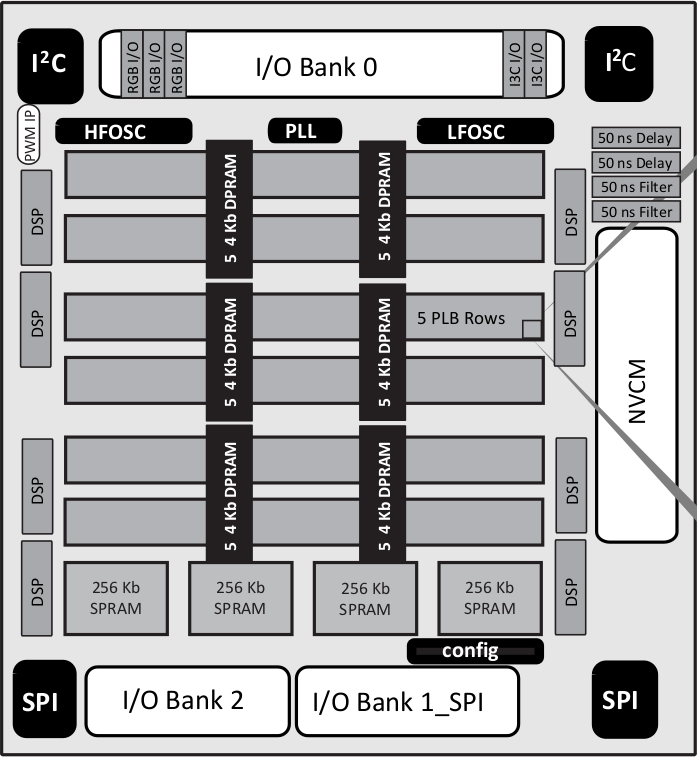 I²C
RGB I/O
RGB I/O
RGB I/O
I/O Bank 0
I3C I/O
I3C I/O
I²C
PWM IP
HFOSC
PLL
LFOSC
50 ns Delay
50 ns Delay
50 ns Filter
50 ns Filter
DSP
5 4 Kb DPRAM
5 4 Kb DPRAM
DSP
DSP
5 4 Kb DPRAM
5 4 Kb DPRAM
5 PLB Rows
DSP
NVCM
DSP
5 4 Kb DPRAM
5 4 Kb DPRAM
DSP
DSP
256 Kb
SPRAM
256 Kb
SPRAM
256 Kb
SPRAM
256 Kb
SPRAM
DSP
config
SPI
I/O Bank 2
I/O Bank 1_SPI
SPI